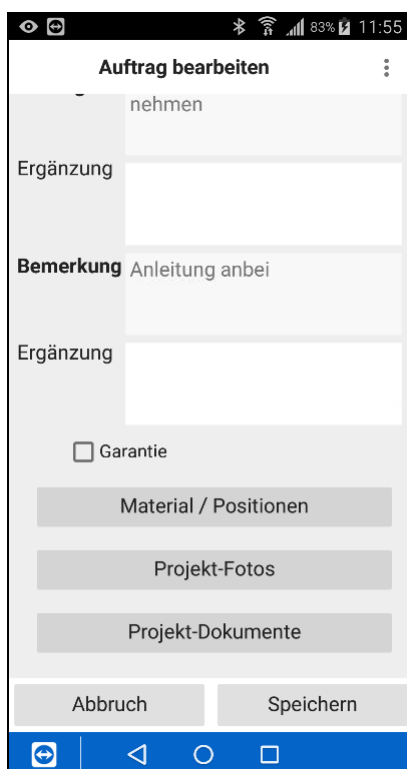 83% 11:55
Auftrag bearbeiten
nehmen
Ergänzung
Bemerkung Anleitung anbei
Ergänzung
Garantie
Material / Positionen
Projekt-Fotos
Projekt-Dokumente
Abbruch Speichern